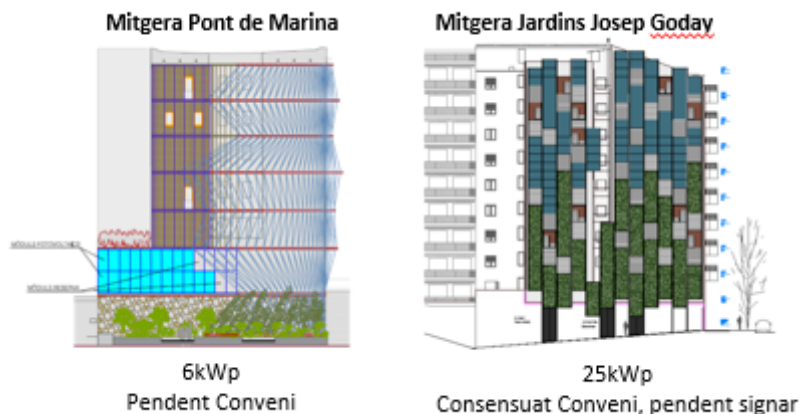 Mitgera Pont de Marina
Mitgera Jardins Josep Goday
6kWp
Pendent Conveni
25kWp
Consensuat Conveni, pendent signar